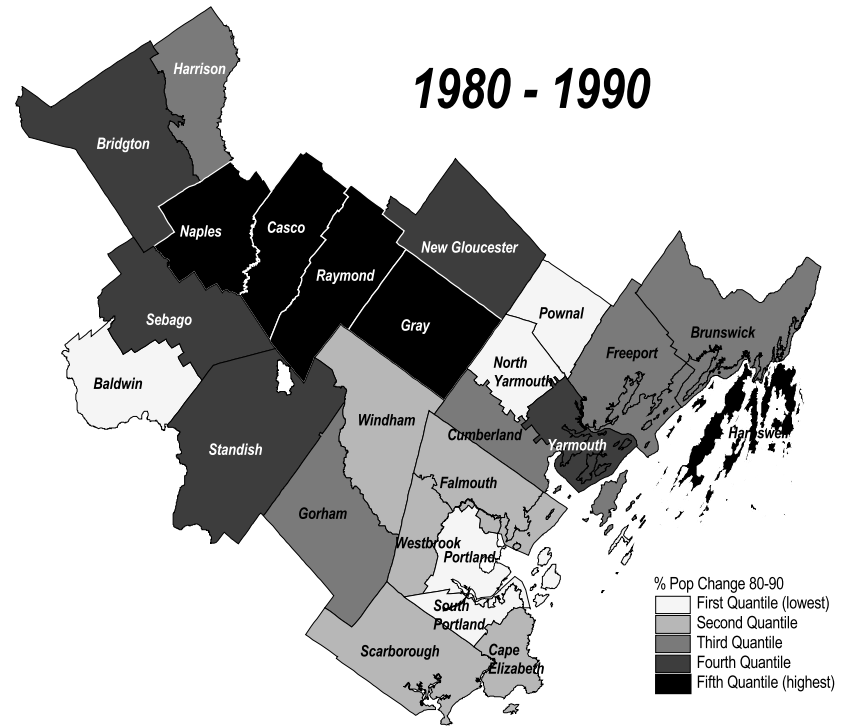 1980 - 1990
Harrison
Bridgton
Naples
Casco
New Gloucester
Raymond
Sebago
Gray
Pownal
Brunswick
Freeport
North
Yarmouth
Baldwin
Windham
Cumberland
Harpswell
Yarmouth
Standish
Falmouth
Gorham
Westbrook
Portland
South
Portland
Scarborough
Cape
Elizabeth
% Pop Change 80-90
First Quantile (lowest)
Second Quantile
Third Quantile
Fourth Quantile
Fifth Quantile (highest)